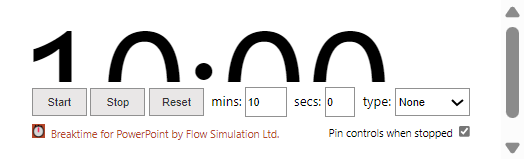 10:00
Start Stop Reset mins: 10 secs: 0 type: None
Breaktime for PowerPoint by Flow Simulation Ltd. Pin controls when stopped